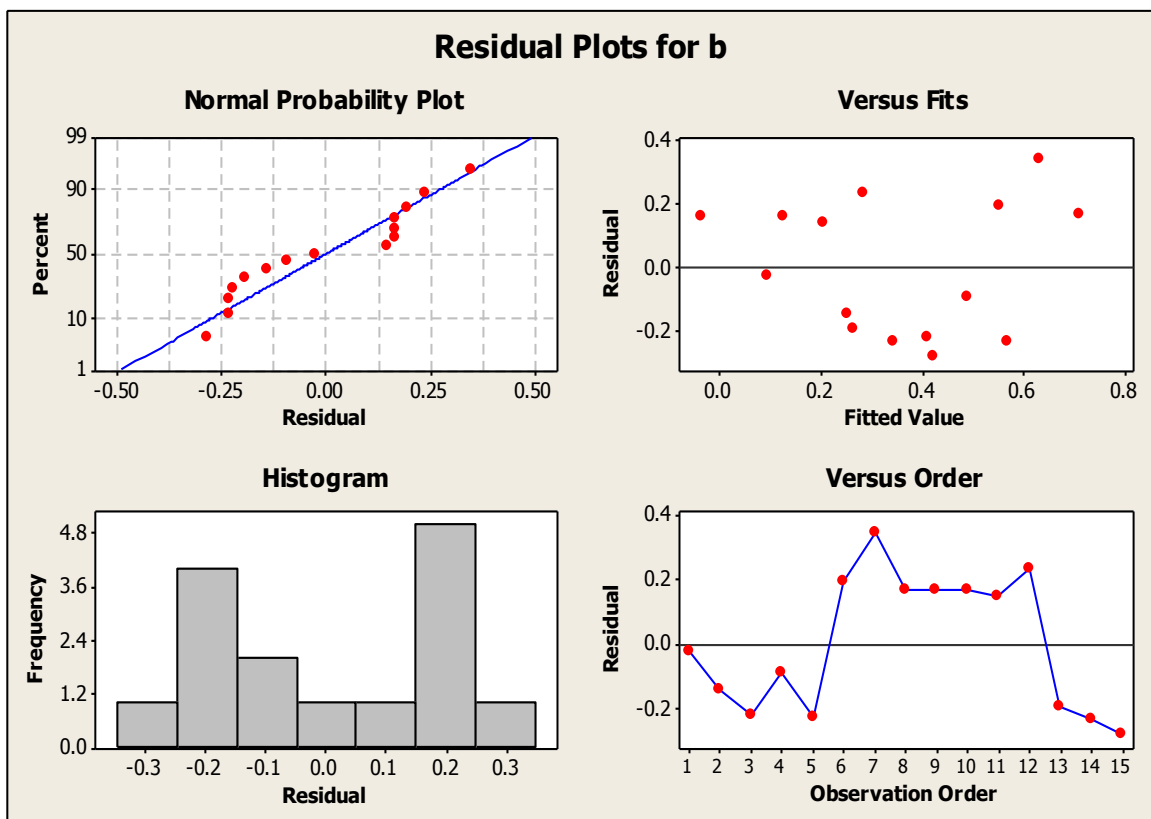 Residual Plots for b
Normal Probability Plot
99
90
50
10
1
Percent
-0.50 -0.25 0.00 0.25 0.50
Residual
Versus Fits
0.4
0.2
0.0
-0.2
Residual
0.0 0.2 0.4 0.6 0.8
Fitted Value
Histogram
4.8
3.6
2.4
1.2
0.0
Frequency
-0.3 -0.2 -0.1 0.0 0.1 0.2 0.3
Residual
Versus Order
0.4
0.2
0.0
-0.2
Residual
1 2 3 4 5 6 7 8 9 10 11 12 13 14 15
Observation Order